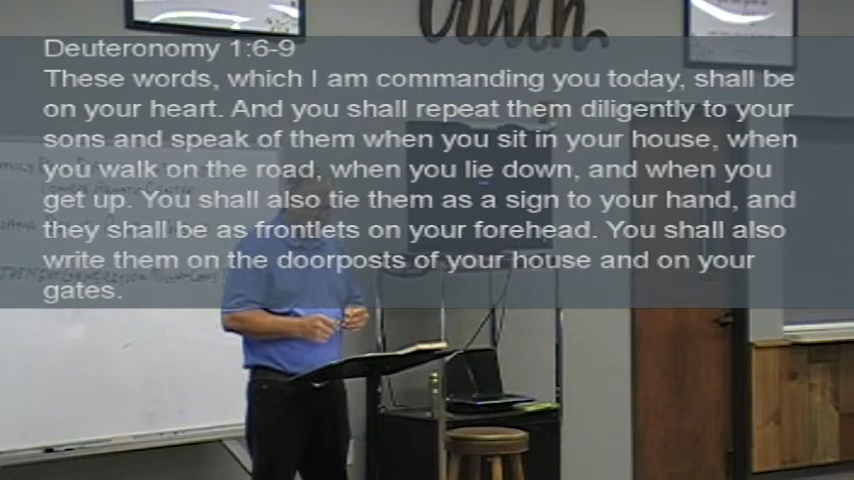 Deuteronomy 1:6-9
These words, which I am commanding you today, shall be
on your heart. And you shall repeat them diligently to your
sons and speak of them when you sit in your house, when
you walk on the road, when you lie down, and when you
get up. You shall also tie them as a sign to your hand, and
they shall be as frontlets on your forehead. You shall also
write them on the doorposts of your house and on your
gates.